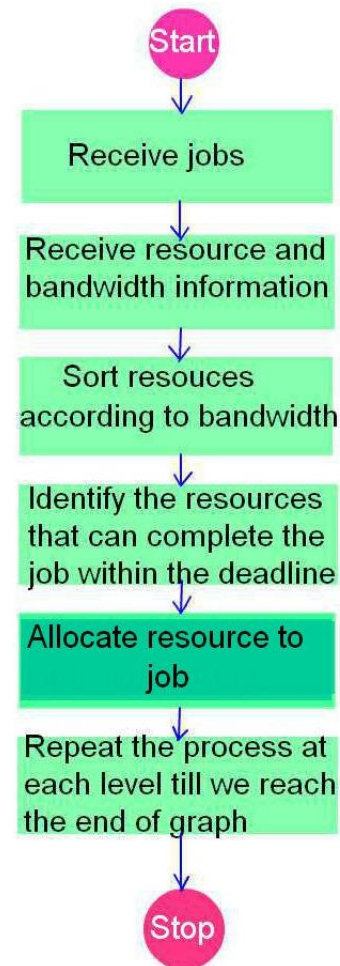 Start
Receive jobs
Receive resource and
bandwidth information
Sort resouces
according to bandwidth
Identify the resources
that can complete the
job within the deadline
Allocate resource to
job
Repeat the process at
each level till we reach
the end of graph
Stop